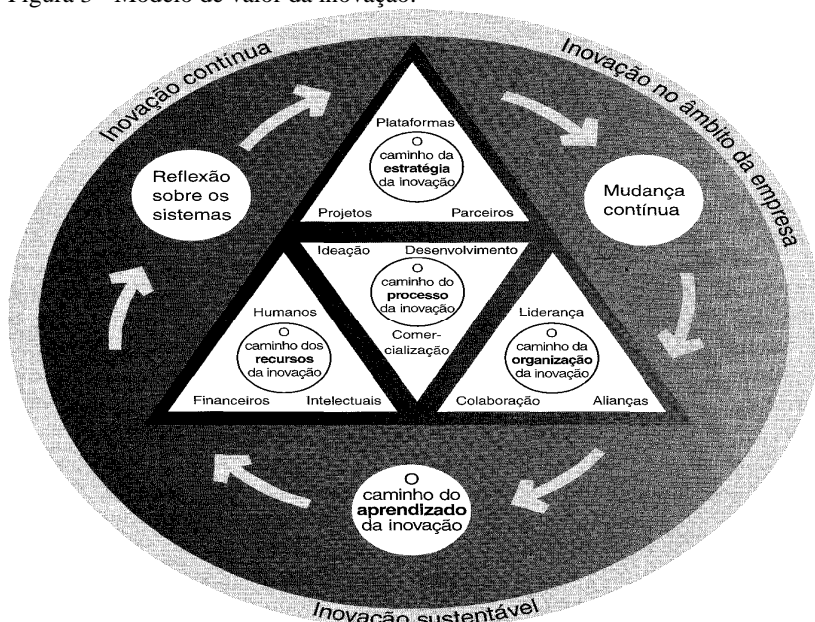 Figura 3 - Modelo de valor da inovação.
Inovação contínua
Inovação no âmbito da empresa
Plataformas
O
caminho da
estratégia
da inovação
Projetos
Parceiros
Reflexão
sobre os
sistemas
Mudança
contínua
Ideação
Desenvolvimento
O
caminho do
processo
da inovação
Comer-
cialização
Humanos
O
caminho dos
recursos
da inovação
Financeiros
Intelectuais
Liderança
O
caminho da
organização
da inovação
Colaboração
Alianças
O
caminho do
aprendizado
da inovação
Inovação sustentável